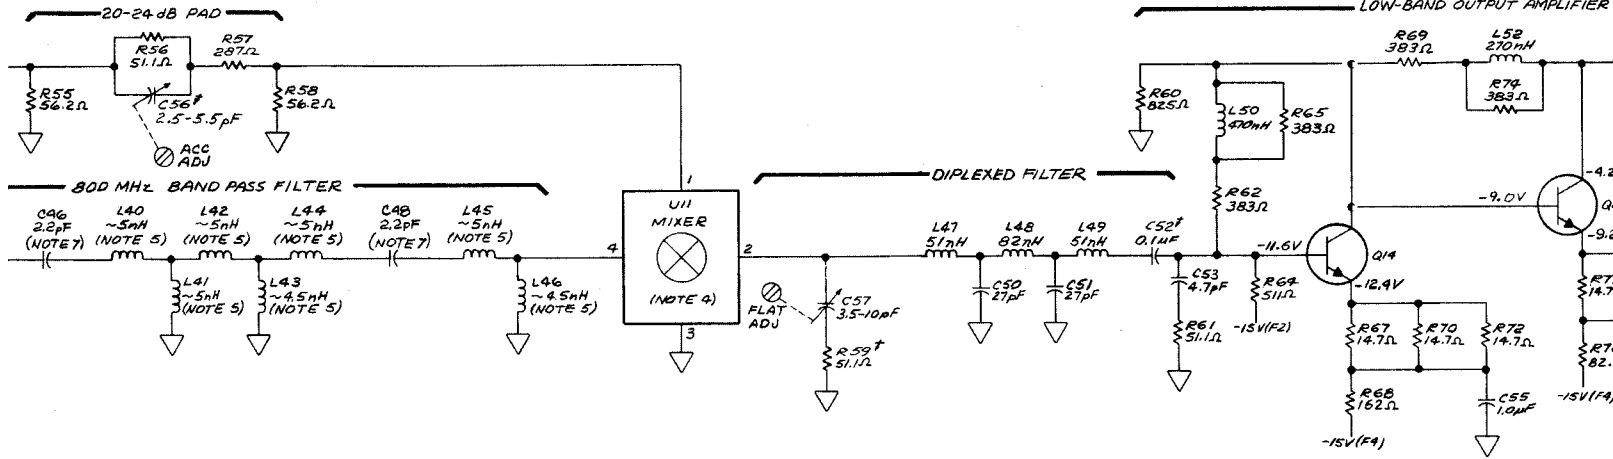 20-24 dB PAD
R56
51.1Ω
R57
287Ω
R55
56.2Ω
C56‡
2.5-5.5pF
R58
56.2Ω
ACC
ADJ
LOW-BAND OUTPUT AMPLIFIER
R69
383Ω
L52
270nH
R74
383Ω
R60
825Ω
L50
470nH
R65
383Ω
R62
383Ω
800 MHz BAND PASS FILTER
C46
2.2pF
(NOTE 7)
L40
~5nH
(NOTE 5)
L42
~5nH
(NOTE 5)
L44
~5nH
(NOTE 5)
C48
2.2pF
(NOTE 7)
L45
~5nH
(NOTE 5)
L41
~5nH
(NOTE 5)
L43
~4.5nH
(NOTE 5)
L46
~4.5nH
(NOTE 5)
1
U11
MIXER
4
2
(NOTE 4)
3
DIPLEXED FILTER
L47
51nH
L48
82nH
L49
51nH
C52‡
0.1µF
FLAT
ADJ
C57
3.5-10pF
R59‡
51.1Ω
C50
27pF
C51
27pF
C53
4.7pF
R61
51.1Ω
R64
511Ω
-15V(F2)
-11.6V
Q14
-12.4V
-9.0V
-4.2
-9.2
R67
14.7Ω
R70
14.7Ω
R72
14.7Ω
R68
162Ω
-15V(F4)
C55
1.0µF
14.7
82.
-15V(F4)